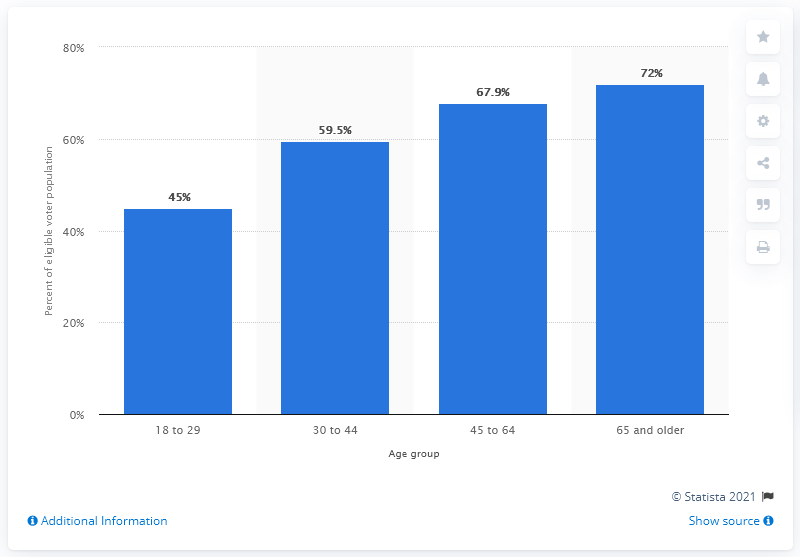 80%
60%
40%
20%
0%
Percent of eligible voter population
45%
59.5%
67.9%
72%
18 to 29
30 to 44
45 to 64
65 and older
Age group
© Statista 2021
Additional Information
Show source